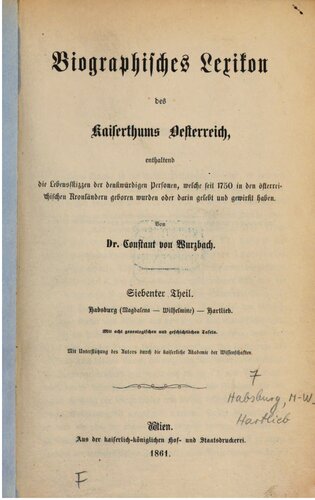 Biographisches Lexikon
des
Kaiserthums Oesterreich,
enthaltend
die Lebensskizzen der denkwürdigen Personen, welche seit 1750 in den österrei-
chischen Kronländern geboren wurden oder darin gelebt und gewirkt haben.
Von
Dr. Constant von Wurzbach.
Siebenter Theil.
Habsburg (Magdalena — Wilhelmine) — Hartlieb.
Mit acht genealogischen und geschichtlichen Tafeln.
Mit Unterstützung des Autors durch die kaiserliche Akademie der Wissenschaften.
7
Habsburg, M-W
Hartlieb
Wien.
Aus der kaiserlich-königlichen Hof- und Staatsdruckerei.
1861.
F